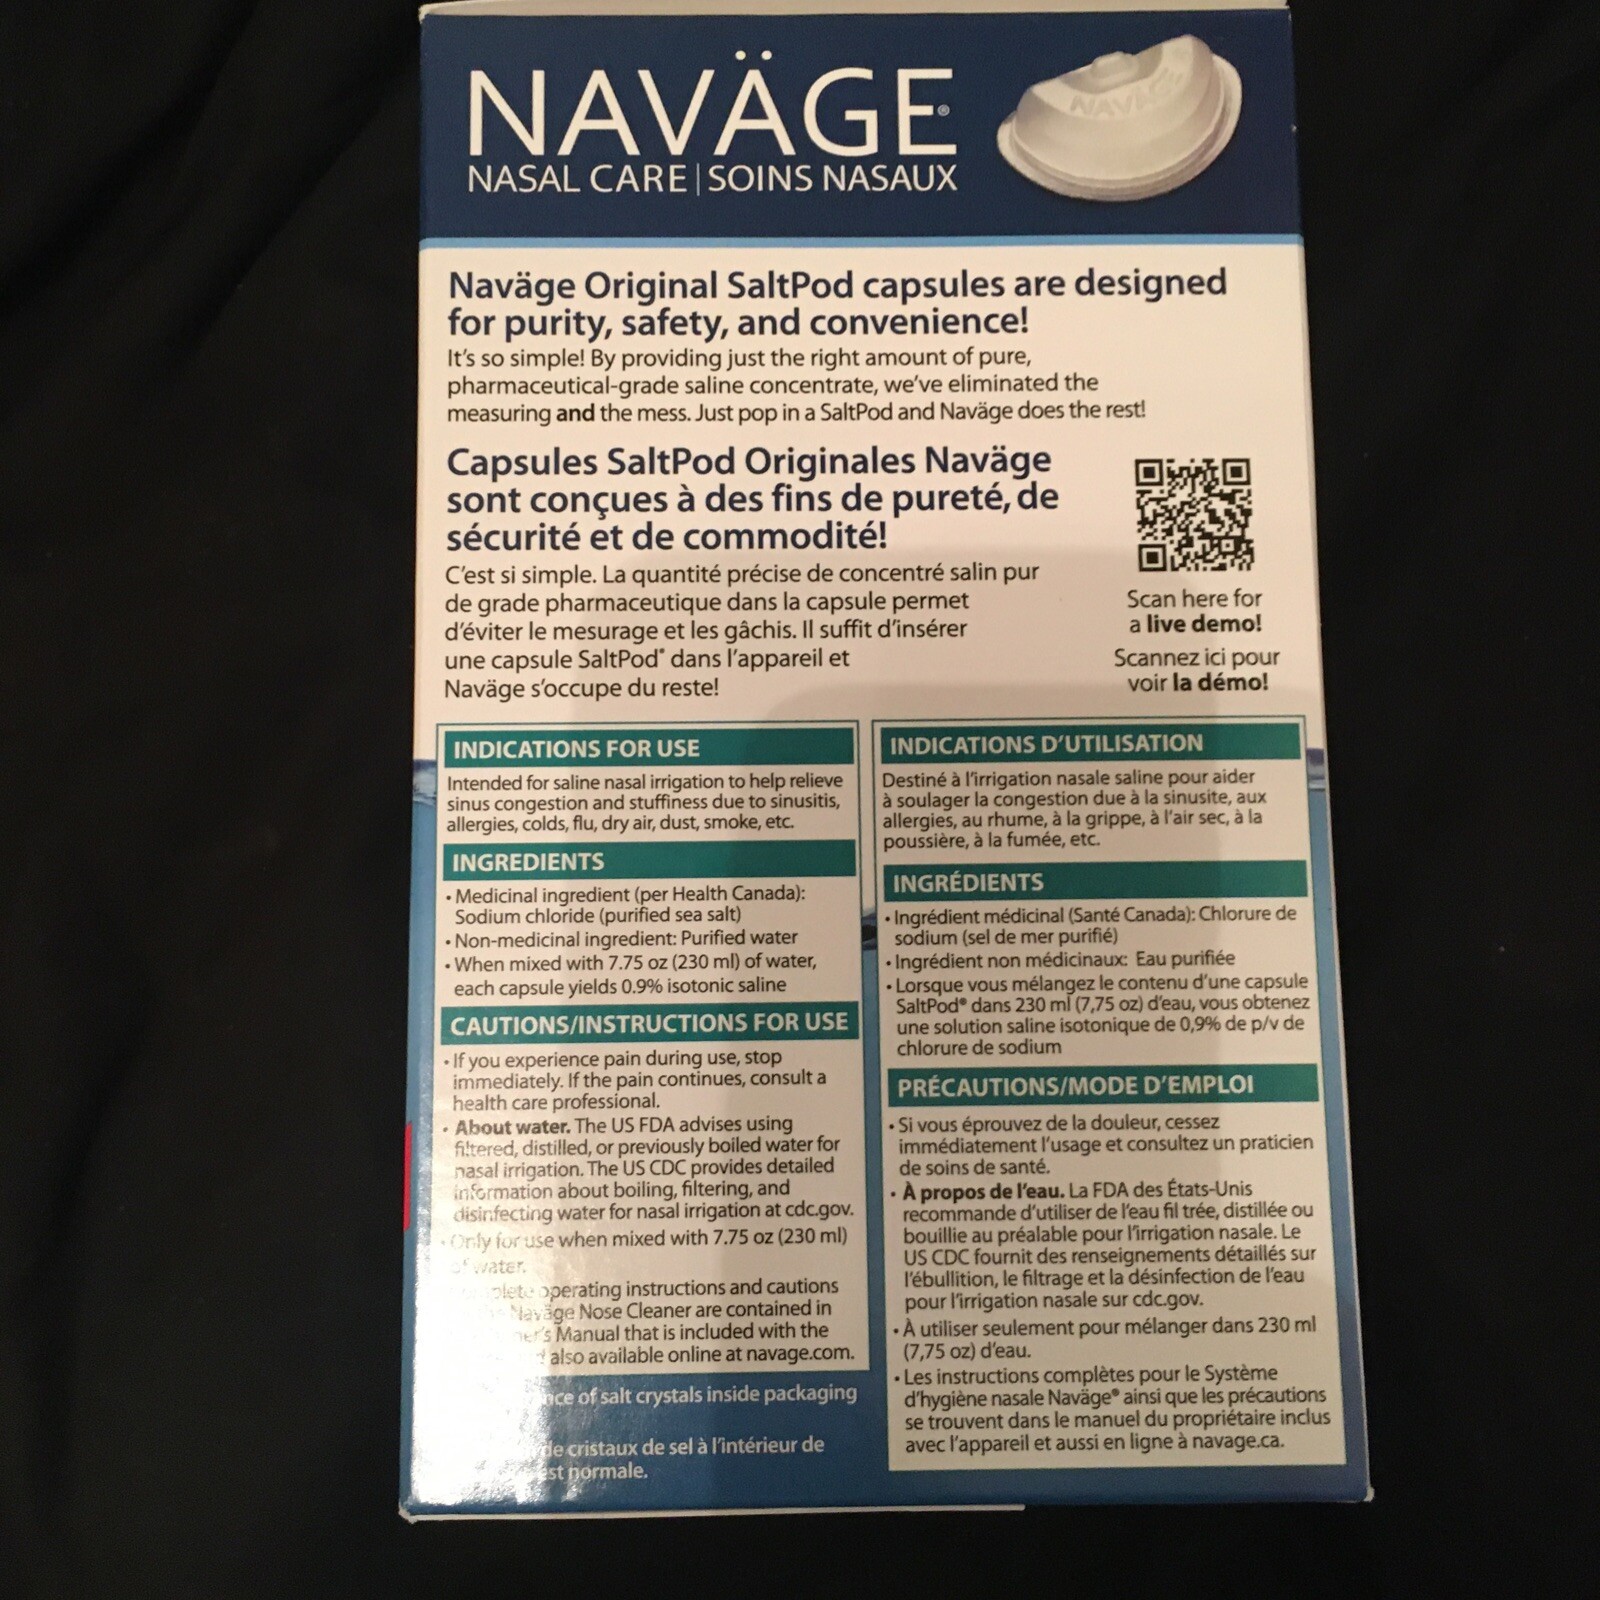 NAVÄGE®
NASAL CARE | SOINS NASAUX
NAVAGE
Naväge Original SaltPod capsules are designed
for purity, safety, and convenience!
It's so simple! By providing just the right amount of pure,
pharmaceutical-grade saline concentrate, we've eliminated the
measuring and the mess. Just pop in a SaltPod and Naväge does the rest!
Capsules SaltPod Originales Naväge
sont conçues à des fins de pureté, de
sécurité et de commodité!
C'est si simple. La quantité précise de concentré salin pur
de grade pharmaceutique dans la capsule permet
d'éviter le mesurage et les gâchis. Il suffit d'insérer
une capsule SaltPod® dans l'appareil et
Naväge s'occupe du reste!
Scan here for
a live demo!
Scannez ici pour
voir la démo!
INDICATIONS FOR USE
Intended for saline nasal irrigation to help relieve
sinus congestion and stuffiness due to sinusitis,
allergies, colds, flu, dry air, dust, smoke, etc.
INGREDIENTS
• Medicinal ingredient (per Health Canada):
Sodium chloride (purified sea salt)
• Non-medicinal ingredient: Purified water
• When mixed with 7.75 oz (230 ml) of water,
each capsule yields 0.9% isotonic saline
CAUTIONS/INSTRUCTIONS FOR USE
• If you experience pain during use, stop
immediately. If the pain continues, consult a
health care professional.
• About water. The US FDA advises using
filtered, distilled, or previously boiled water for
nasal irrigation. The US CDC provides detailed
information about boiling, filtering, and
disinfecting water for nasal irrigation at cdc.gov.
• Only for use when mixed with 7.75 oz (230 ml)
of water.
operating instructions and cautions
Naväge Nose Cleaner are contained in
Manual that is included with the
also available online at navage.com.
of salt crystals inside packaging
de cristaux de sel à l'intérieur de
est normale.
INDICATIONS D'UTILISATION
Destiné à l'irrigation nasale saline pour aider
à soulager la congestion due à la sinusite, aux
allergies, au rhume, à la grippe, à l'air sec, à la
poussière, à la fumée, etc.
INGRÉDIENTS
• Ingrédient médicinal (Santé Canada): Chlorure de
sodium (sel de mer purifié)
• Ingrédient non médicinaux: Eau purifiée
• Lorsque vous mélangez le contenu d'une capsule
SaltPod® dans 230 ml (7,75 oz) d'eau, vous obtenez
une solution saline isotonique de 0,9% de p/v de
chlorure de sodium
PRÉCAUTIONS/MODE D'EMPLOI
• Si vous éprouvez de la douleur, cessez
immédiatement l'usage et consultez un praticien
de soins de santé.
• À propos de l'eau. La FDA des États-Unis
recommande d'utiliser de l'eau fil trée, distillée ou
bouillie au préalable pour l'irrigation nasale. Le
US CDC fournit des renseignements détaillés sur
l'ébullition, le filtrage et la désinfection de l'eau
pour l'irrigation nasale sur cdc.gov.
• À utiliser seulement pour mélanger dans 230 ml
(7,75 oz) d'eau.
• Les instructions complètes pour le Système
d'hygiène nasale Naväge® ainsi que les précautions
se trouvent dans le manuel du propriétaire inclus
avec l'appareil et aussi en ligne à navage.ca.